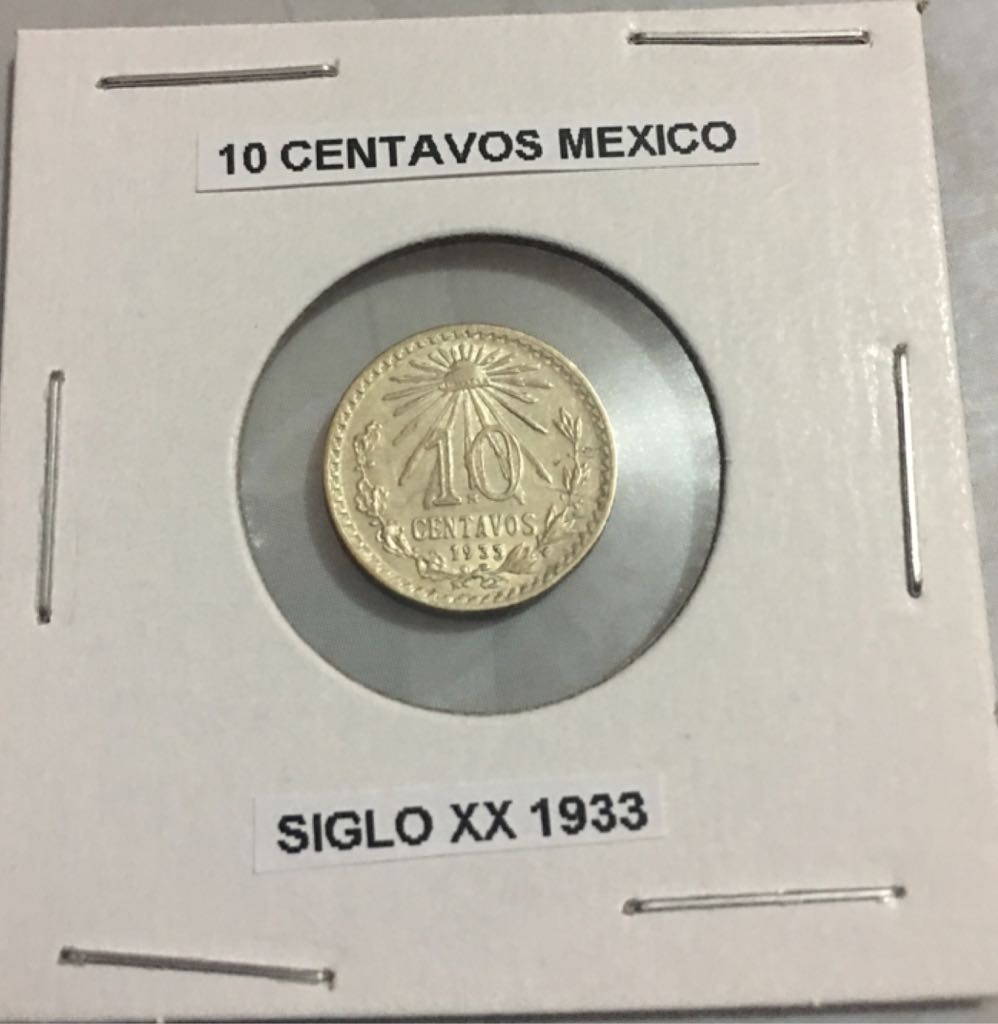 10 CENTAVOS MEXICO
10
CENTAVOS
1933
SIGLO XX 1933